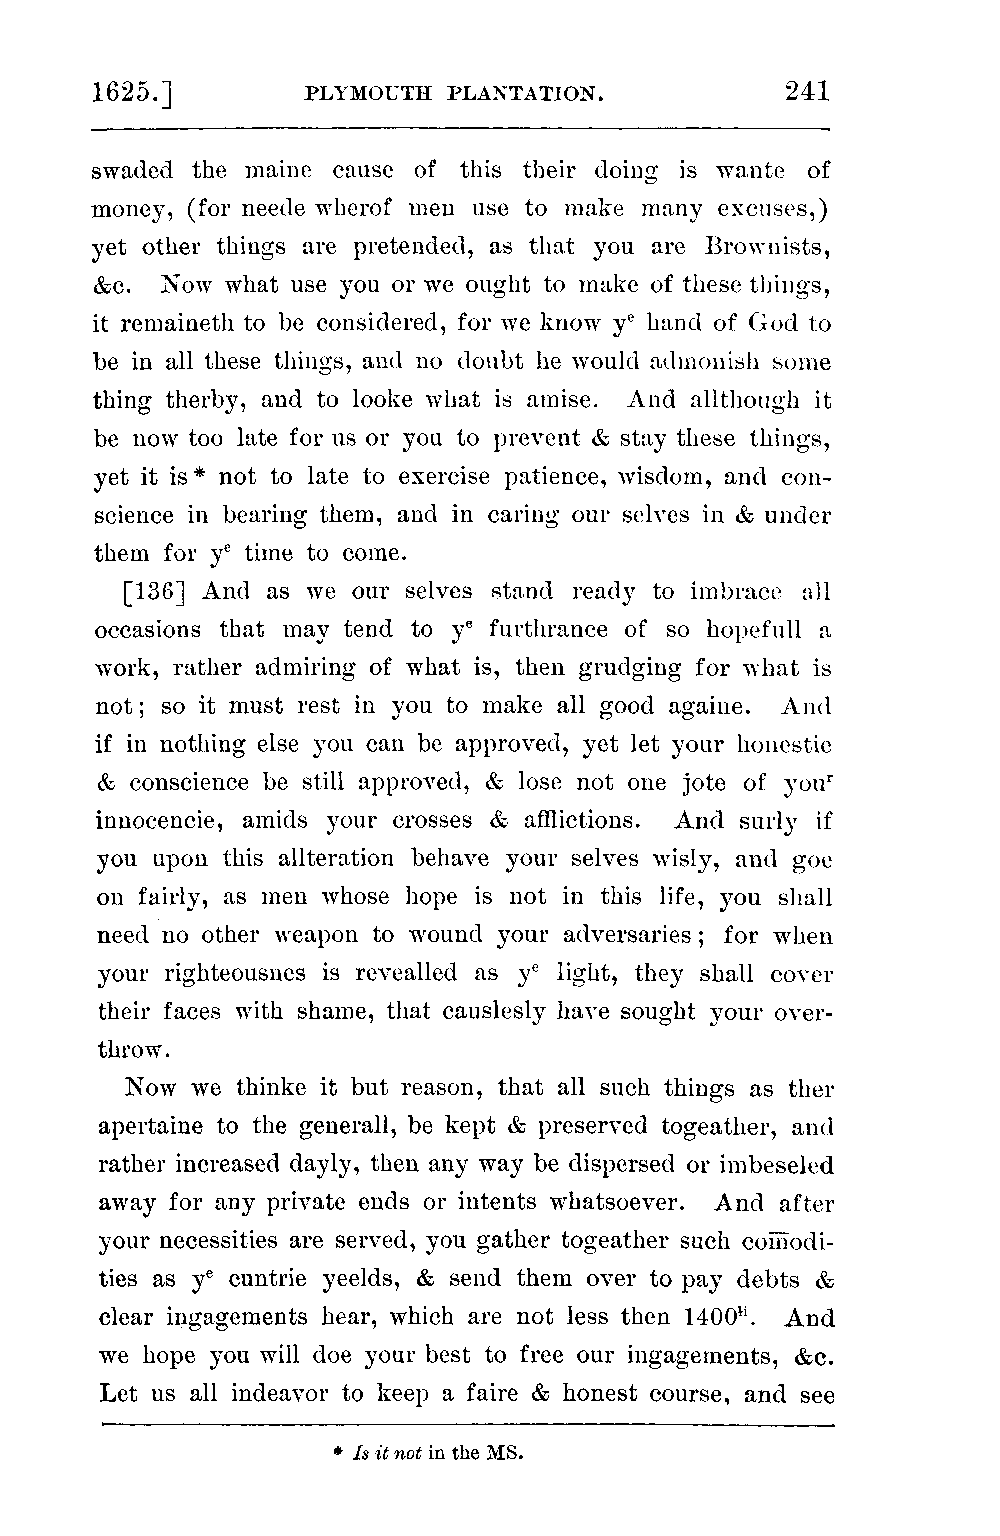 1625.] PLYMOUTH PLANTATION. 241
swaded the maine cause of this their doing is wante of
money, (for neede wherof men use to make many excuses,)
yet other things are pretended, as that you are Brownists,
&c. Now what use you or we ought to make of these things,
it remaineth to be considered, for we know yᵉ hand of God to
be in all these things, and no doubt he would admonish some
thing therby, and to looke what is amise. And allthough it
be now too late for us or you to prevent & stay these things,
yet it is * not to late to exercise patience, wisdom, and con-
science in bearing them, and in caring our selves in & under
them for yᵉ time to come.
[136] And as we our selves stand ready to imbrace all
occasions that may tend to yᵉ furthrance of so hopefull a
work, rather admiring of what is, then grudging for what is
not; so it must rest in you to make all good againe. And
if in nothing else you can be approved, yet let your honestie
& conscience be still approved, & lose not one jote of youʳ
innocencie, amids your crosses & afflictions. And surly if
you upon this allteration behave your selves wisly, and goe
on fairly, as men whose hope is not in this life, you shall
need no other weapon to wound your adversaries; for when
your righteousnes is revealled as yᵉ light, they shall cover
their faces with shame, that causlesly have sought your over-
throw.
Now we thinke it but reason, that all such things as ther
apertaine to the generall, be kept & preserved togeather, and
rather increased dayly, then any way be dispersed or imbeseled
away for any private ends or intents whatsoever. And after
your necessities are served, you gather togeather such com̅odi-
ties as yᵉ cuntrie yeelds, & send them over to pay debts &
clear ingagements hear, which are not less then 1400ˡⁱ. And
we hope you will doe your best to free our ingagements, &c.
Let us all indeavor to keep a faire & honest course, and see
* Is it not in the MS.